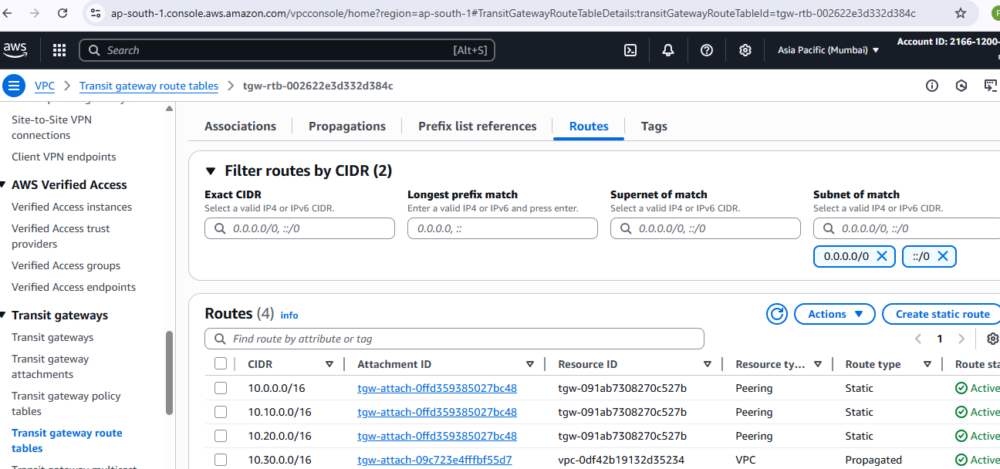 ap-south-1.console.aws.amazon.com/vpcconsole/home?region=ap-south-1#TransitGatewayRouteTableDetails:transitGatewayRouteTableId=tgw-rtb-002622e3d332d384c
aws
Search [Alt+S]
Asia Pacific (Mumbai)
Account ID: 2166-1200-
VPC > Transit gateway route tables > tgw-rtb-002622e3d332d384c
Site-to-Site VPN
connections
Client VPN endpoints
AWS Verified Access
Verified Access instances
Verified Access trust
providers
Verified Access groups
Verified Access endpoints
Transit gateways
Transit gateways
Transit gateway
attachments
Transit gateway policy
tables
Transit gateway route
tables
Transit gateway multicast
Associations Propagations Prefix list references Routes Tags
Filter routes by CIDR (2)
Exact CIDR
Select a valid IP4 or IPv6 CIDR.
0.0.0.0/0, ::/0
Longest prefix match
Enter a valid IP4 or IPv6 and press enter.
0.0.0.0, ::
Supernet of match
Select a valid IP4 or IPv6 CIDR.
0.0.0.0/0, ::/0
Subnet of match
Select a valid IP4 or IPv6 CIDR.
0.0.0.0/0, ::/0
0.0.0.0/0 ::/0
Routes (4) info
Actions Create static route
Find route by attribute or tag
1
CIDR Attachment ID Resource ID Resource ty... Route type Route sta
10.0.0.0/16 tgw-attach-0ffd359385027bc48 tgw-091ab7308270c527b Peering Static Active
10.10.0.0/16 tgw-attach-0ffd359385027bc48 tgw-091ab7308270c527b Peering Static Active
10.20.0.0/16 tgw-attach-0ffd359385027bc48 tgw-091ab7308270c527b Peering Static Active
10.30.0.0/16 tgw-attach-09c723e4fffbf55d7 vpc-0df42b19132d35234 VPC Propagated Active